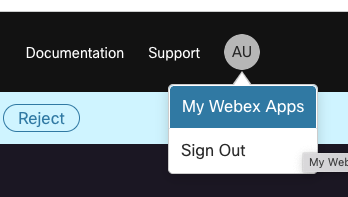 Documentation Support AU
My Webex Apps
Reject
Sign Out
My Web